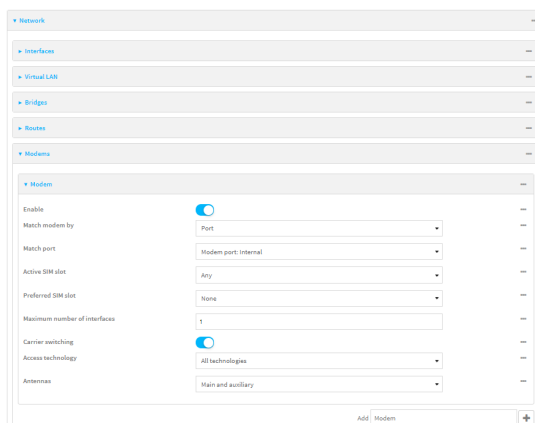 Network
Interfaces
Virtual LAN
Bridges
Routes
Modems
Modem
Enable
Match modem by Port
Match port Modem port: Internal
Active SIM slot Any
Preferred SIM slot None
Maximum number of interfaces 1
Carrier switching
Access technology All technologies
Antennas Main and auxiliary
Add Modem